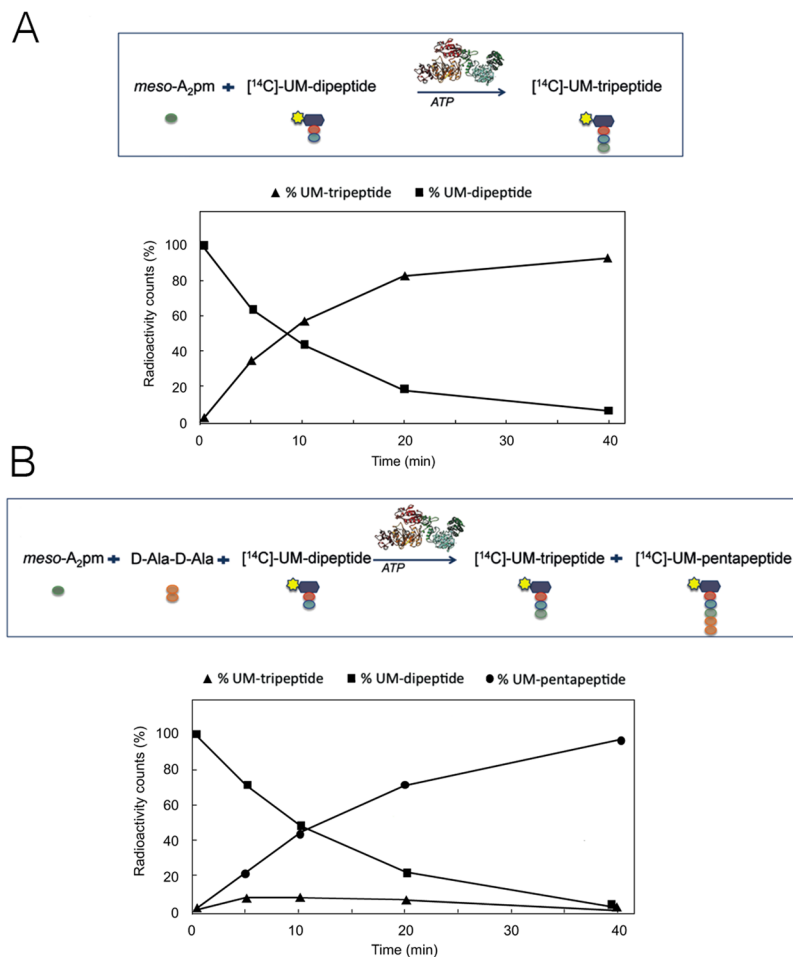 A
meso-A₂pm + [¹⁴C]-UM-dipeptide ATP [¹⁴C]-UM-tripeptide
▲ % UM-tripeptide ■ % UM-dipeptide
Radioactivity counts (%)
100
80
60
40
20
0
0 10 20 30 40
Time (min)
B
meso-A₂pm + D-Ala-D-Ala + [¹⁴C]-UM-dipeptide ATP [¹⁴C]-UM-tripeptide + [¹⁴C]-UM-pentapeptide
▲ % UM-tripeptide ■ % UM-dipeptide ● % UM-pentapeptide
Radioactivity counts (%)
100
80
60
40
20
0
0 10 20 30 40
Time (min)